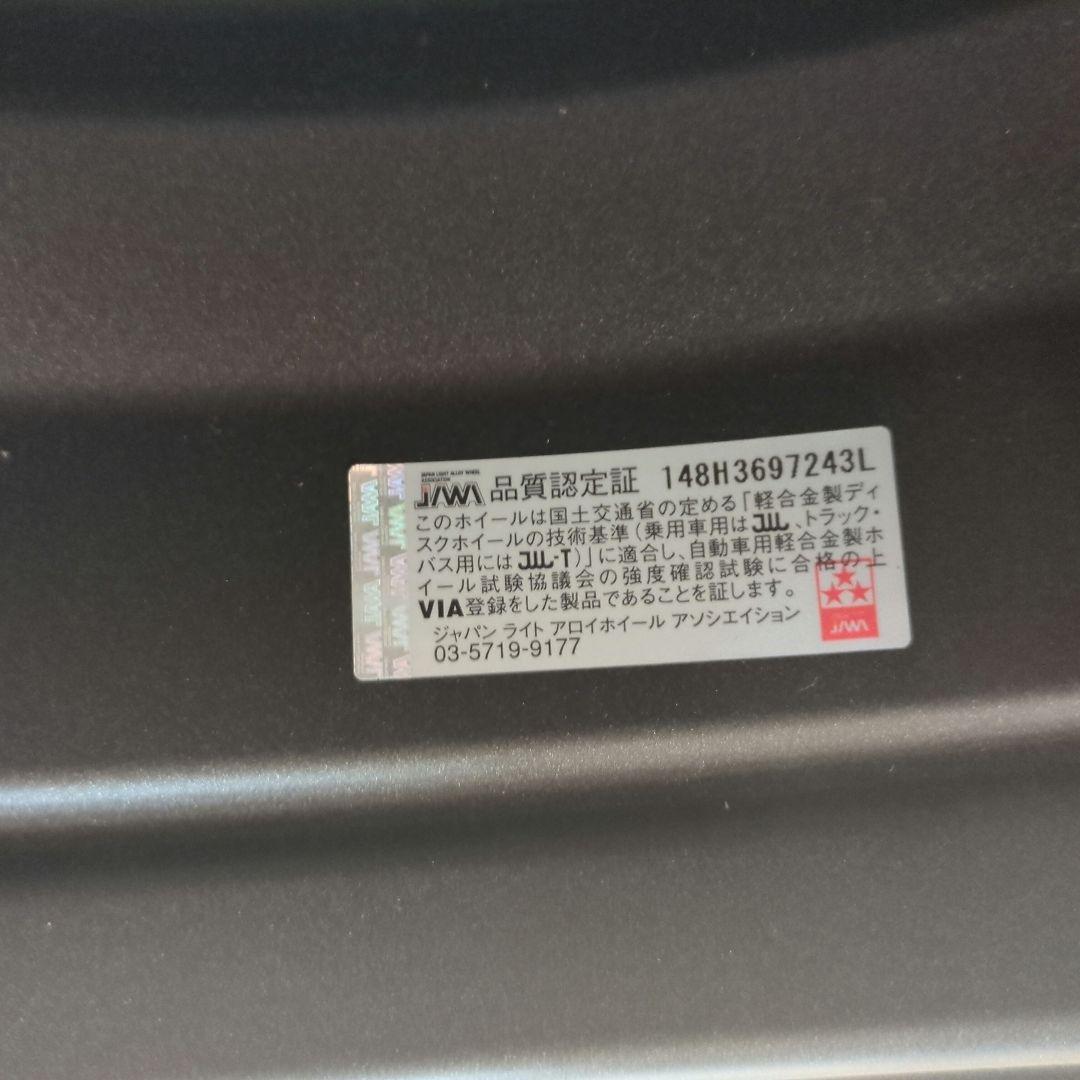 JAPAN LIGHT ALLOY WHEEL
ASSOCIATION
JAWA 品質認定証 148H3697243L
このホイールは国土交通省の定める「軽合金製ディ
スクホイールの技術基準(乗用車用はJWL、トラック・
バス用にはJWL-T)」に適合し、自動車用軽合金製ホ
イール試験協議会の強度確認試験に合格の上
VIA登録をした製品であることを証します。
ジャパン ライト アロイホイール アソシエイション
03-5719-9177
JAWA